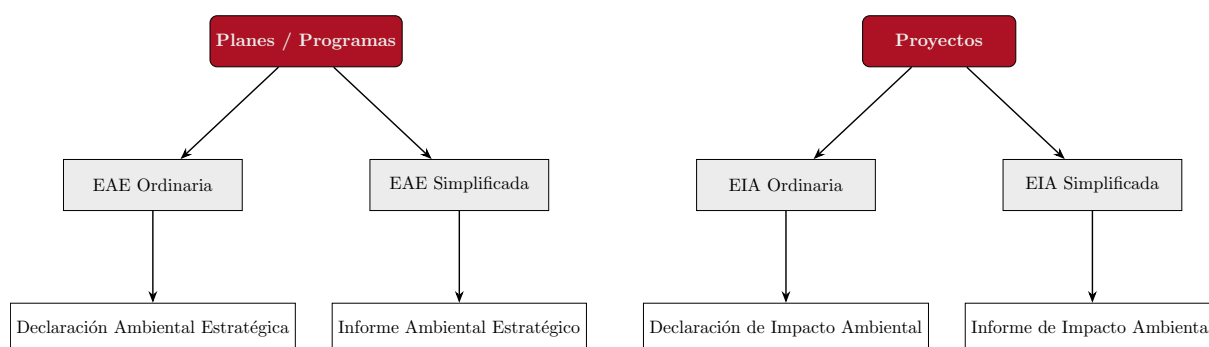 Planes / Programas
Proyectos
EAE Ordinaria
EAE Simplificada
EIA Ordinaria
EIA Simplificada
Declaración Ambiental Estratégica
Informe Ambiental Estratégico
Declaración de Impacto Ambiental
Informe de Impacto Ambiental